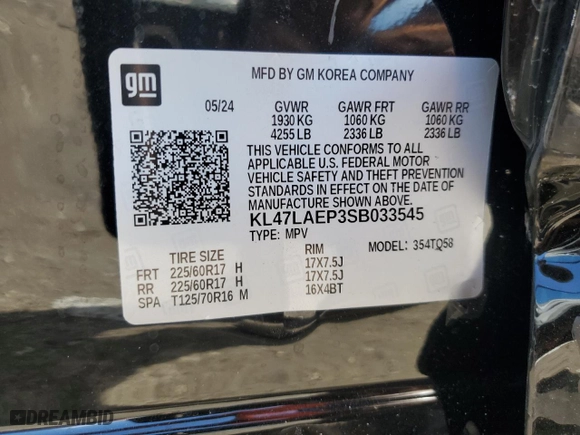 gm
MFD BY GM KOREA COMPANY
05/24 GVWR GAWR FRT GAWR RR
1930 KG 1060 KG 1060 KG
4255 LB 2336 LB 2336 LB
THIS VEHICLE CONFORMS TO ALL
APPLICABLE U.S. FEDERAL MOTOR
VEHICLE SAFETY AND THEFT PREVENTION
STANDARDS IN EFFECT ON THE DATE OF
MANUFACTURE SHOWN ABOVE.
KL47LAEP3SB033545
TYPE: MPV MODEL: 354TQ58
TIRE SIZE RIM
FRT 225/60R17 H 17X7.5J
RR 225/60R17 H 17X7.5J
SPA T125/70R16 M 16X4BT
DREAMBID